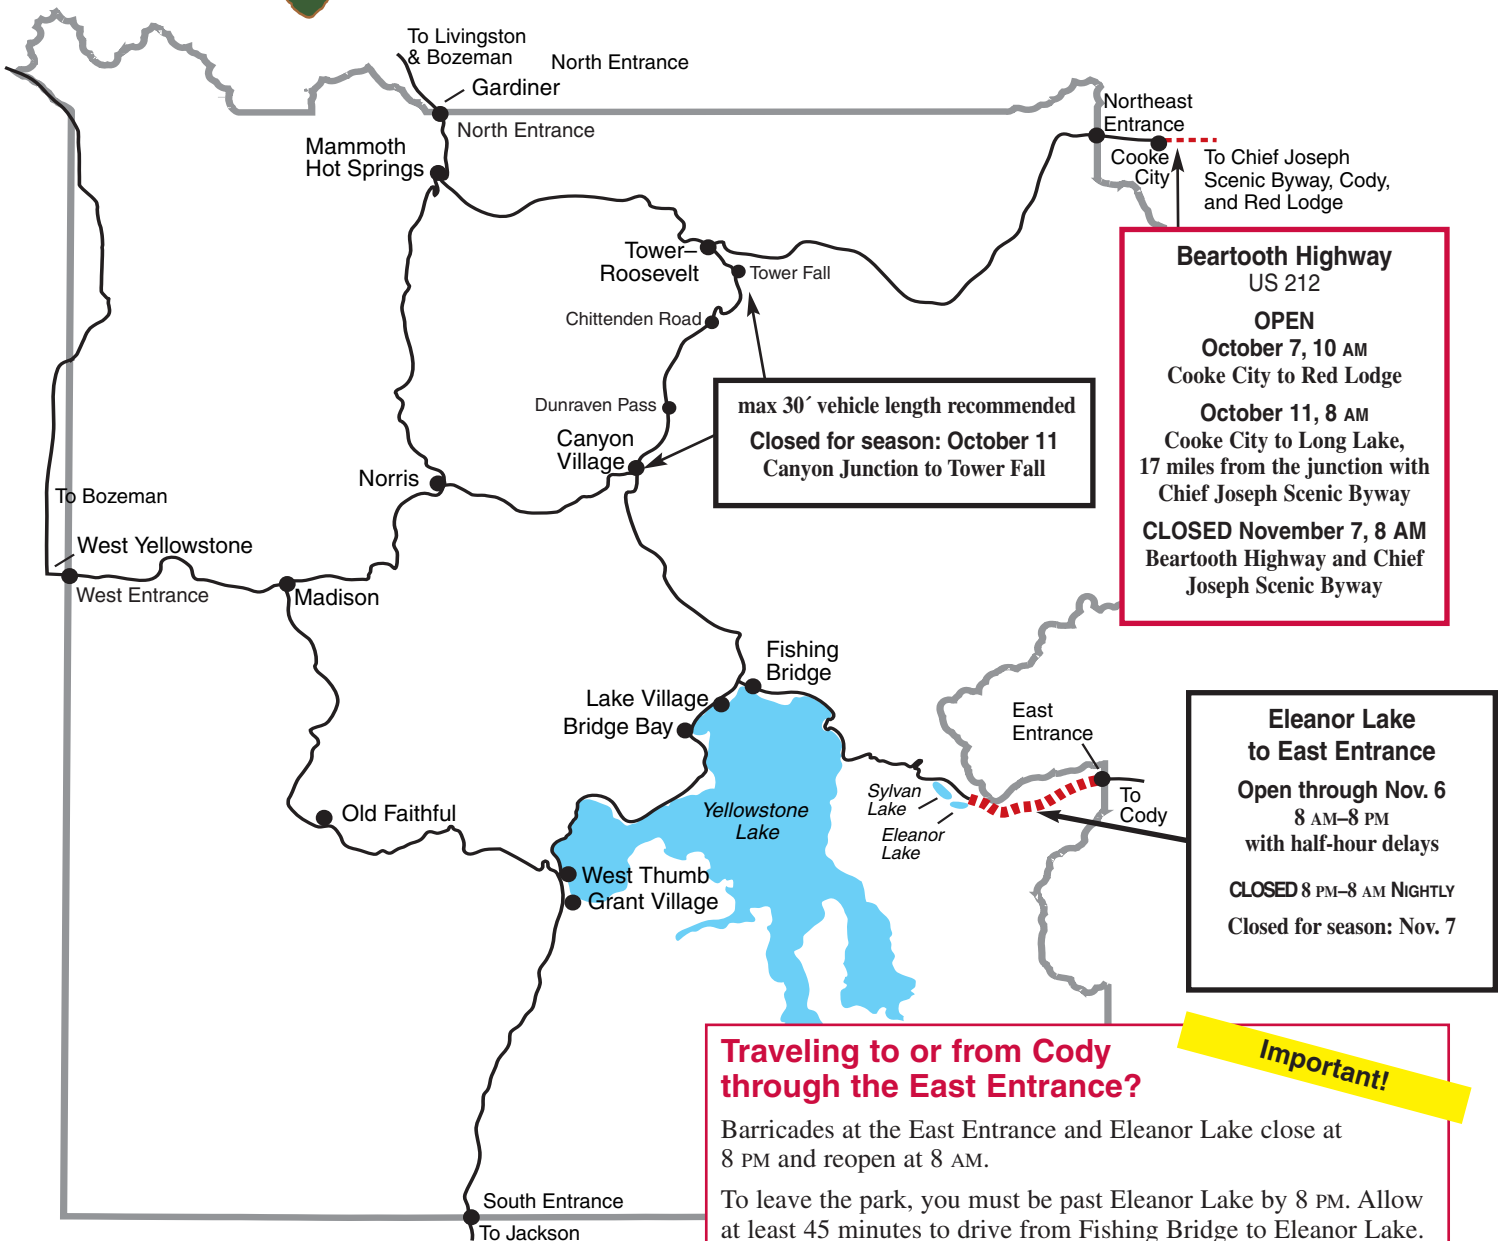 To Livingston
& Bozeman
North Entrance
Gardiner
North Entrance
Mammoth
Hot Springs
Northeast
Entrance
Cooke
City
To Chief Joseph
Scenic Byway, Cody,
and Red Lodge
Tower–
Roosevelt
Tower Fall
Chittenden Road
Dunraven Pass
Canyon
Village
Norris
To Bozeman
West Yellowstone
West Entrance
Madison
max 30´ vehicle length recommended
Closed for season: October 11
Canyon Junction to Tower Fall
Beartooth Highway
US 212
OPEN
October 7, 10 AM
Cooke City to Red Lodge
October 11, 8 AM
Cooke City to Long Lake,
17 miles from the junction with
Chief Joseph Scenic Byway
CLOSED November 7, 8 AM
Beartooth Highway and Chief
Joseph Scenic Byway
Fishing
Bridge
Lake Village
Bridge Bay
East
Entrance
To
Cody
Sylvan
Lake
Eleanor
Lake
Yellowstone
Lake
Old Faithful
West Thumb
Grant Village
Eleanor Lake
to East Entrance
Open through Nov. 6
8 AM–8 PM
with half-hour delays
CLOSED 8 PM–8 AM NIGHTLY
Closed for season: Nov. 7
South Entrance
To Jackson
Important!
Traveling to or from Cody
through the East Entrance?
Barricades at the East Entrance and Eleanor Lake close at
8 PM and reopen at 8 AM.
To leave the park, you must be past Eleanor Lake by 8 PM. Allow
at least 45 minutes to drive from Fishing Bridge to Eleanor Lake.